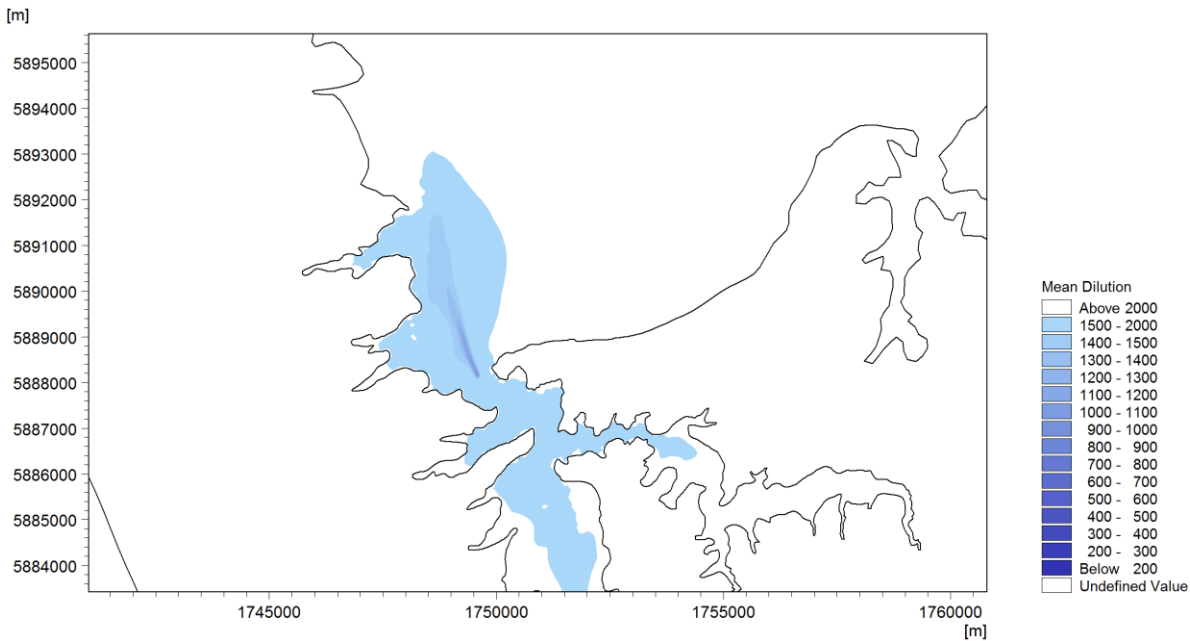 [m]
5895000
5894000
5893000
5892000
5891000
5890000
5889000
5888000
5887000
5886000
5885000
5884000
1745000 1750000 1755000 1760000
[m]
Mean Dilution
Above 2000
1500 - 2000
1400 - 1500
1300 - 1400
1200 - 1300
1100 - 1200
1000 - 1100
900 - 1000
800 - 900
700 - 800
600 - 700
500 - 600
400 - 500
300 - 400
200 - 300
Below 200
Undefined Value